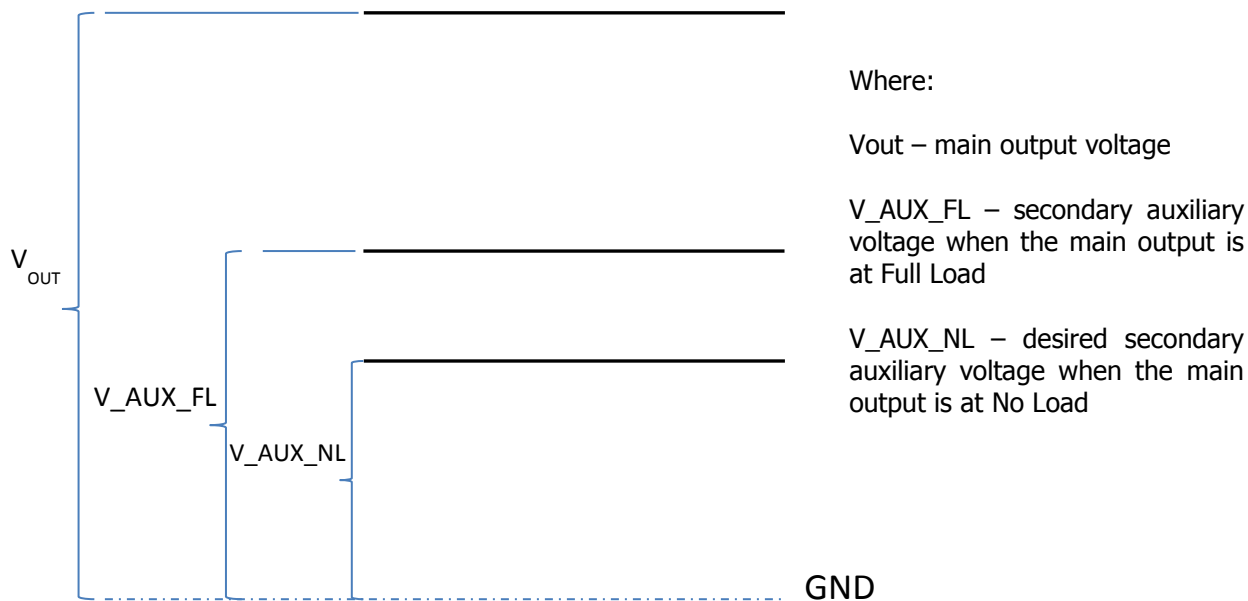 Where:
Vout – main output voltage
V_AUX_FL – secondary auxiliary
voltage when the main output is
at Full Load
V_AUX_NL – desired secondary
auxiliary voltage when the main
output is at No Load
V OUT
V_AUX_FL
V_AUX_NL
GND